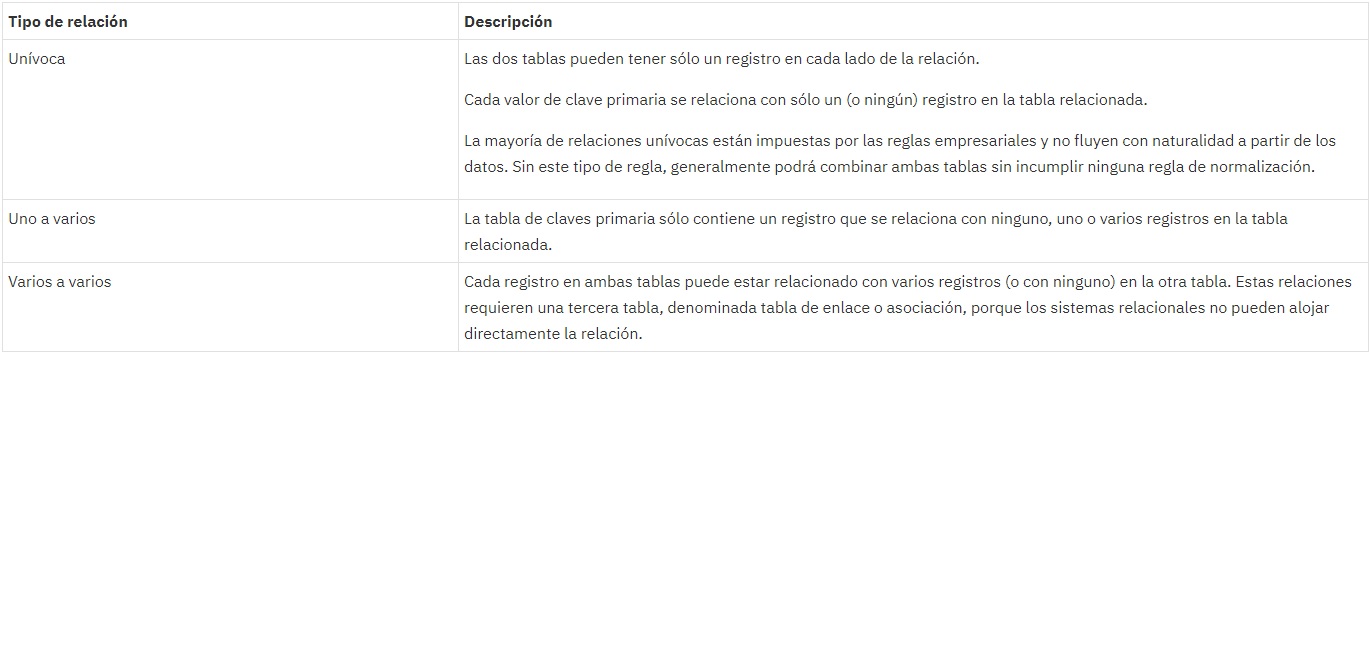 Tipo de relación
Descripción
Unívoca
Las dos tablas pueden tener sólo un registro en cada lado de la relación.
Cada valor de clave primaria se relaciona con sólo un (o ningún) registro en la tabla relacionada.
La mayoría de relaciones unívocas están impuestas por las reglas empresariales y no fluyen con naturalidad a partir de los
datos. Sin este tipo de regla, generalmente podrá combinar ambas tablas sin incumplir ninguna regla de normalización.
Uno a varios
La tabla de claves primaria sólo contiene un registro que se relaciona con ninguno, uno o varios registros en la tabla
relacionada.
Varios a varios
Cada registro en ambas tablas puede estar relacionado con varios registros (o con ninguno) en la otra tabla. Estas relaciones
requieren una tercera tabla, denominada tabla de enlace o asociación, porque los sistemas relacionales no pueden alojar
directamente la relación.